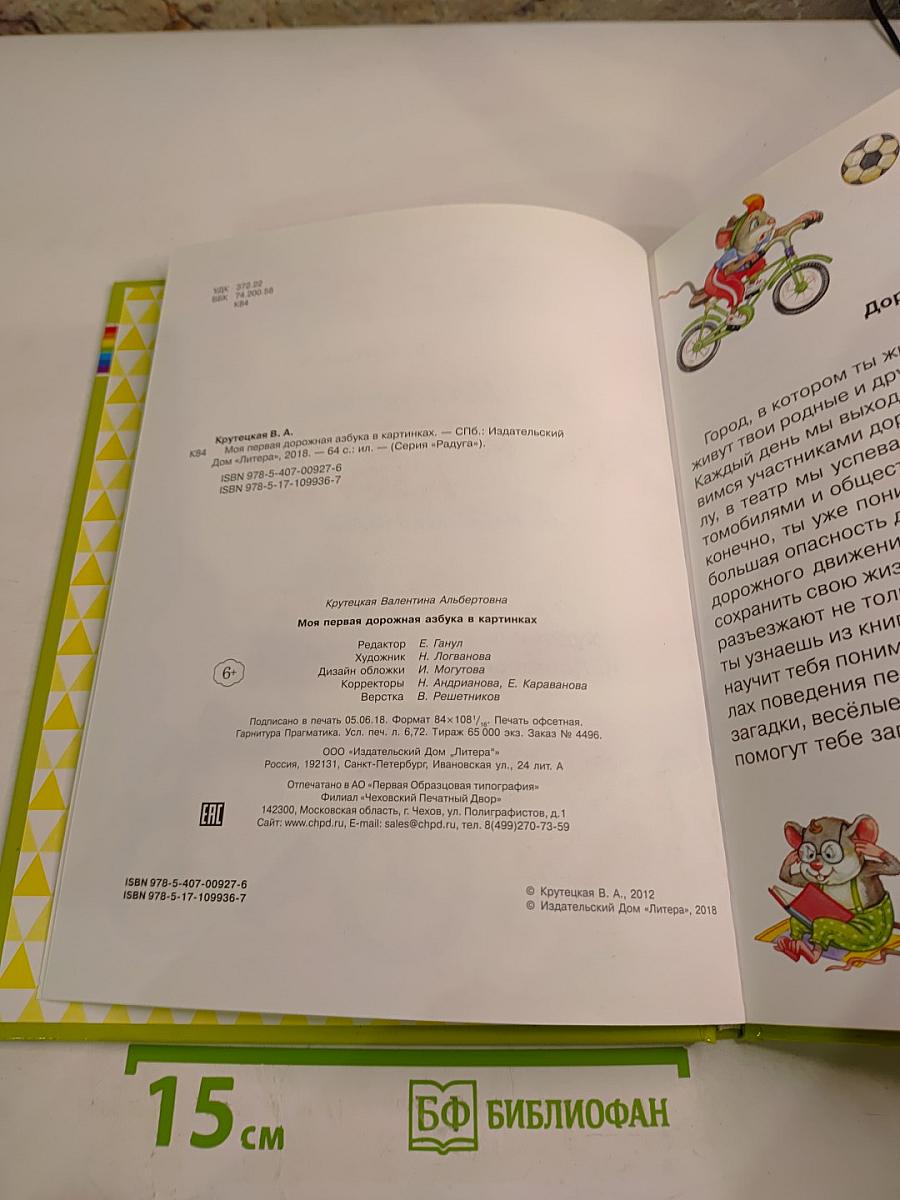 УДК 372.22
ББК 74.200.58
К84
Крутецкая В. А.
К84 Моя первая дорожная азбука в картинках. — СПб.: Издательский
Дом «Литера», 2018. — 64 с.: ил. — (Серия «Радуга»).
ISBN 978-5-407-00927-6
ISBN 978-5-17-109936-7
Крутецкая Валентина Альбертовна
Моя первая дорожная азбука в картинках
Редактор Е. Ганул
Художник Н. Логванова
Дизайн обложки И. Могутова
Корректоры Н. Андрианова, Е. Караванова
Верстка В. Решетников
6+
Подписано в печать 05.06.18. Формат 84×108¹/₁₆. Печать офсетная.
Гарнитура Прагматика. Усл. печ. л. 6,72. Тираж 65 000 экз. Заказ № 4496.
ООО «Издательский Дом „Литера"»
Россия, 192131, Санкт-Петербург, Ивановская ул., 24 лит. А
Отпечатано в АО «Первая Образцовая типография»
Филиал «Чеховский Печатный Двор»
142300, Московская область, г. Чехов, ул. Полиграфистов, д.1
Сайт: www.chpd.ru, E-mail: sales@chpd.ru, тел. 8(499)270-73-59
EAC
ISBN 978-5-407-00927-6
ISBN 978-5-17-109936-7
© Крутецкая В. А., 2012
© Издательский Дом «Литера», 2018
Дор
Город, в котором ты жи
живут твои родные и дру
Каждый день мы выход
вимся участниками дор
лу, в театр мы успева
томобилями и общест
конечно, ты уже пони
большая опасность д
дорожного движени
сохранить свою жиз
разъезжают не тол
ты узнаешь из книг
научит тебя поним
лах поведения пе
загадки, весёлые
помогут тебе за
15 см
БФ БИБЛИОФАН